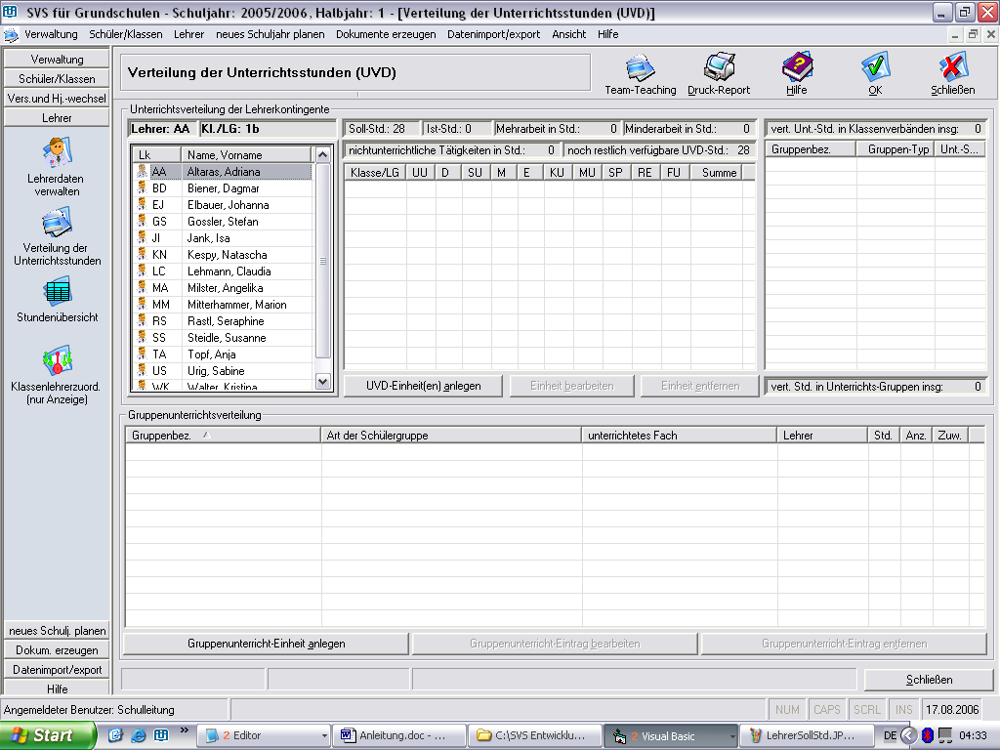 SVS für Grundschulen - Schuljahr: 2005/2006, Halbjahr: 1 - [Verteilung der Unterrichtsstunden (UVD)]
Verwaltung Schüler/Klassen Lehrer neues Schuljahr planen Dokumente erzeugen Datenimport/export Ansicht Hilfe
Verwaltung
Schüler/Klassen
Vers.und Hj.-wechsel
Lehrer
Lehrerdaten
verwalten
Verteilung der
Unterrichtsstunden
Stundenübersicht
Klassenlehrerzuord.
(nur Anzeige)
neues Schulj. planen
Dokum. erzeugen
Datenimport/export
Hilfe
Verteilung der Unterrichtsstunden (UVD)
Team-Teaching Druck-Report Hilfe OK Schließen
Unterrichtsverteilung der Lehrerkontingente
Lehrer: AA Kl./LG: 1b
Lk Name, Vorname
AA Altaras, Adriana
BD Biener, Dagmar
EJ Elbauer, Johanna
GS Gossler, Stefan
JI Jank, Isa
KN Kespy, Natascha
LC Lehmann, Claudia
MA Milster, Angelika
MM Mitterhammer, Marion
RS Rastl, Seraphine
SS Steidle, Susanne
TA Topf, Anja
US Urig, Sabine
WK Walter, Kristina
Soll-Std.: 28 Ist-Std.: 0 Mehrarbeit in Std.: 0 Minderarbeit in Std.: 0
nichtunterrichtliche Tätigkeiten in Std.: 0 noch restlich verfügbare UVD-Std.: 28
Klasse/LG UU D SU M E KU MU SP RE FU Summe
UVD-Einheit(en) anlegen Einheit bearbeiten Einheit entfernen
vert. Unt.-Std. in Klassenverbänden insg: 0
Gruppenbez. Gruppen-Typ Unt.-S...
vert. Std. in Unterrichts-Gruppen insg: 0
Gruppenunterrichtsverteilung
Gruppenbez. Art der Schülergruppe unterrichtetes Fach Lehrer Std. Anz. Zuw.
Gruppenunterricht-Einheit anlegen Gruppenunterricht-Eintrag bearbeiten Gruppenunterricht-Eintrag entfernen
Schließen
Angemeldeter Benutzer: Schulleitung NUM CAPS SCRL INS 17.08.2006
Start » 2 Editor Anleitung.doc - ... C:\SVS Entwicklu... 7 Visual Basic LehrerSollStd.JP... DE 04:33